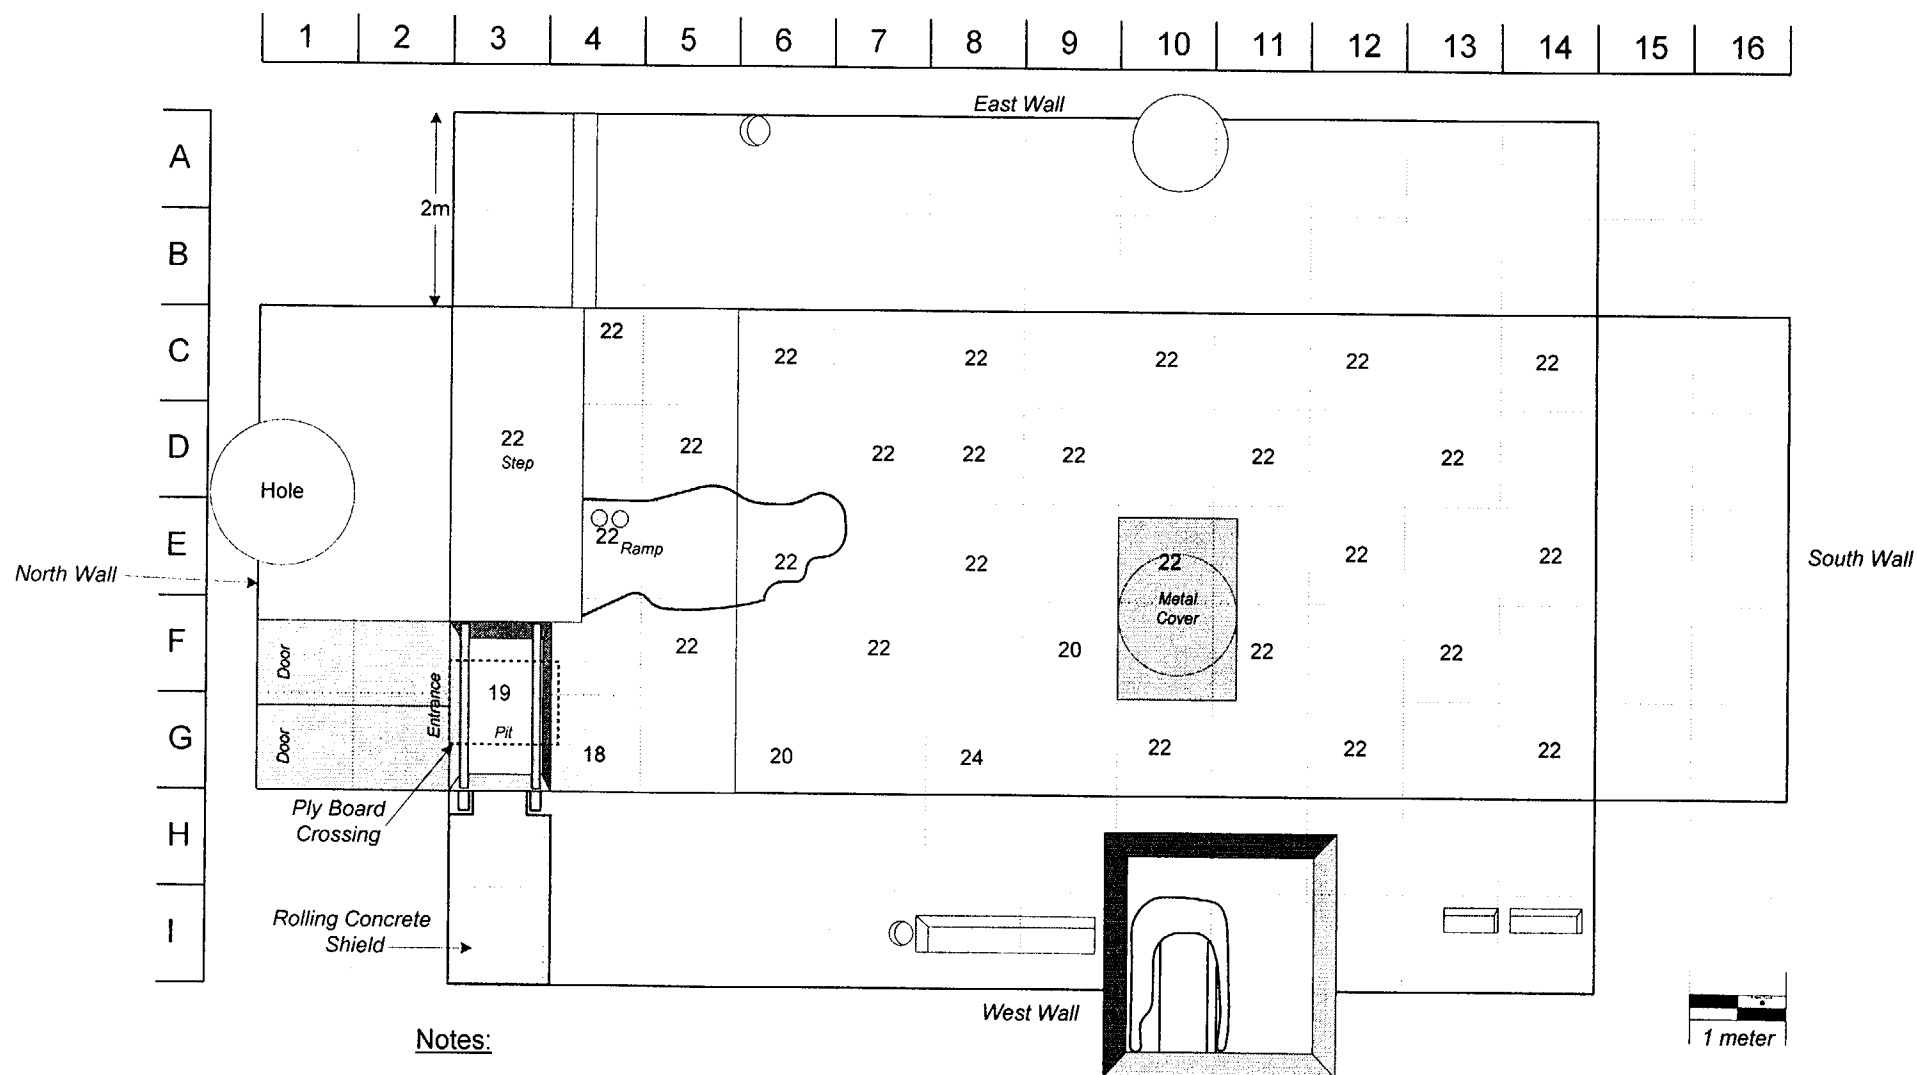 1 2 3 4 5 6 7 8 9 10 11 12 13 14 15 16
East Wall
A
2m
B
22
C
22 22 22 22 22
D
22
Step
22 22 22 22 22 22
Hole
E
22
Ramp
22 22 22 22 22
North Wall
South Wall
Metal
Cover
F
Door
22 22 20 22 22
Entrance
19
Pit
G
Door
18 20 24 22 22 22
Ply Board
Crossing
H
Rolling Concrete
Shield
I
West Wall
1 meter
Notes: